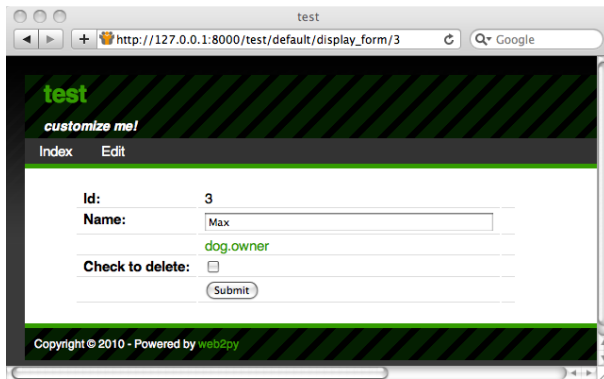 test
http://127.0.0.1:8000/test/default/display_form/3
Google
test
customize me!
Index Edit
Id: 3
Name: Max
dog.owner
Check to delete:
Submit
Copyright © 2010 - Powered by web2py